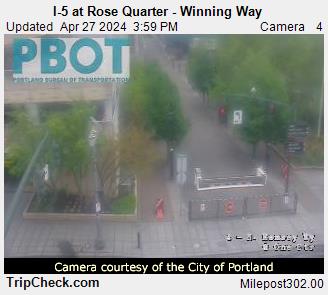 I-5 at Rose Quarter - Winning Way
Updated Apr 27 2024 3:59 PM Camera 4
PBOT
PORTLAND BUREAU OF TRANSPORTATION
Camera courtesy of the City of Portland
TripCheck.com Milepost302.00